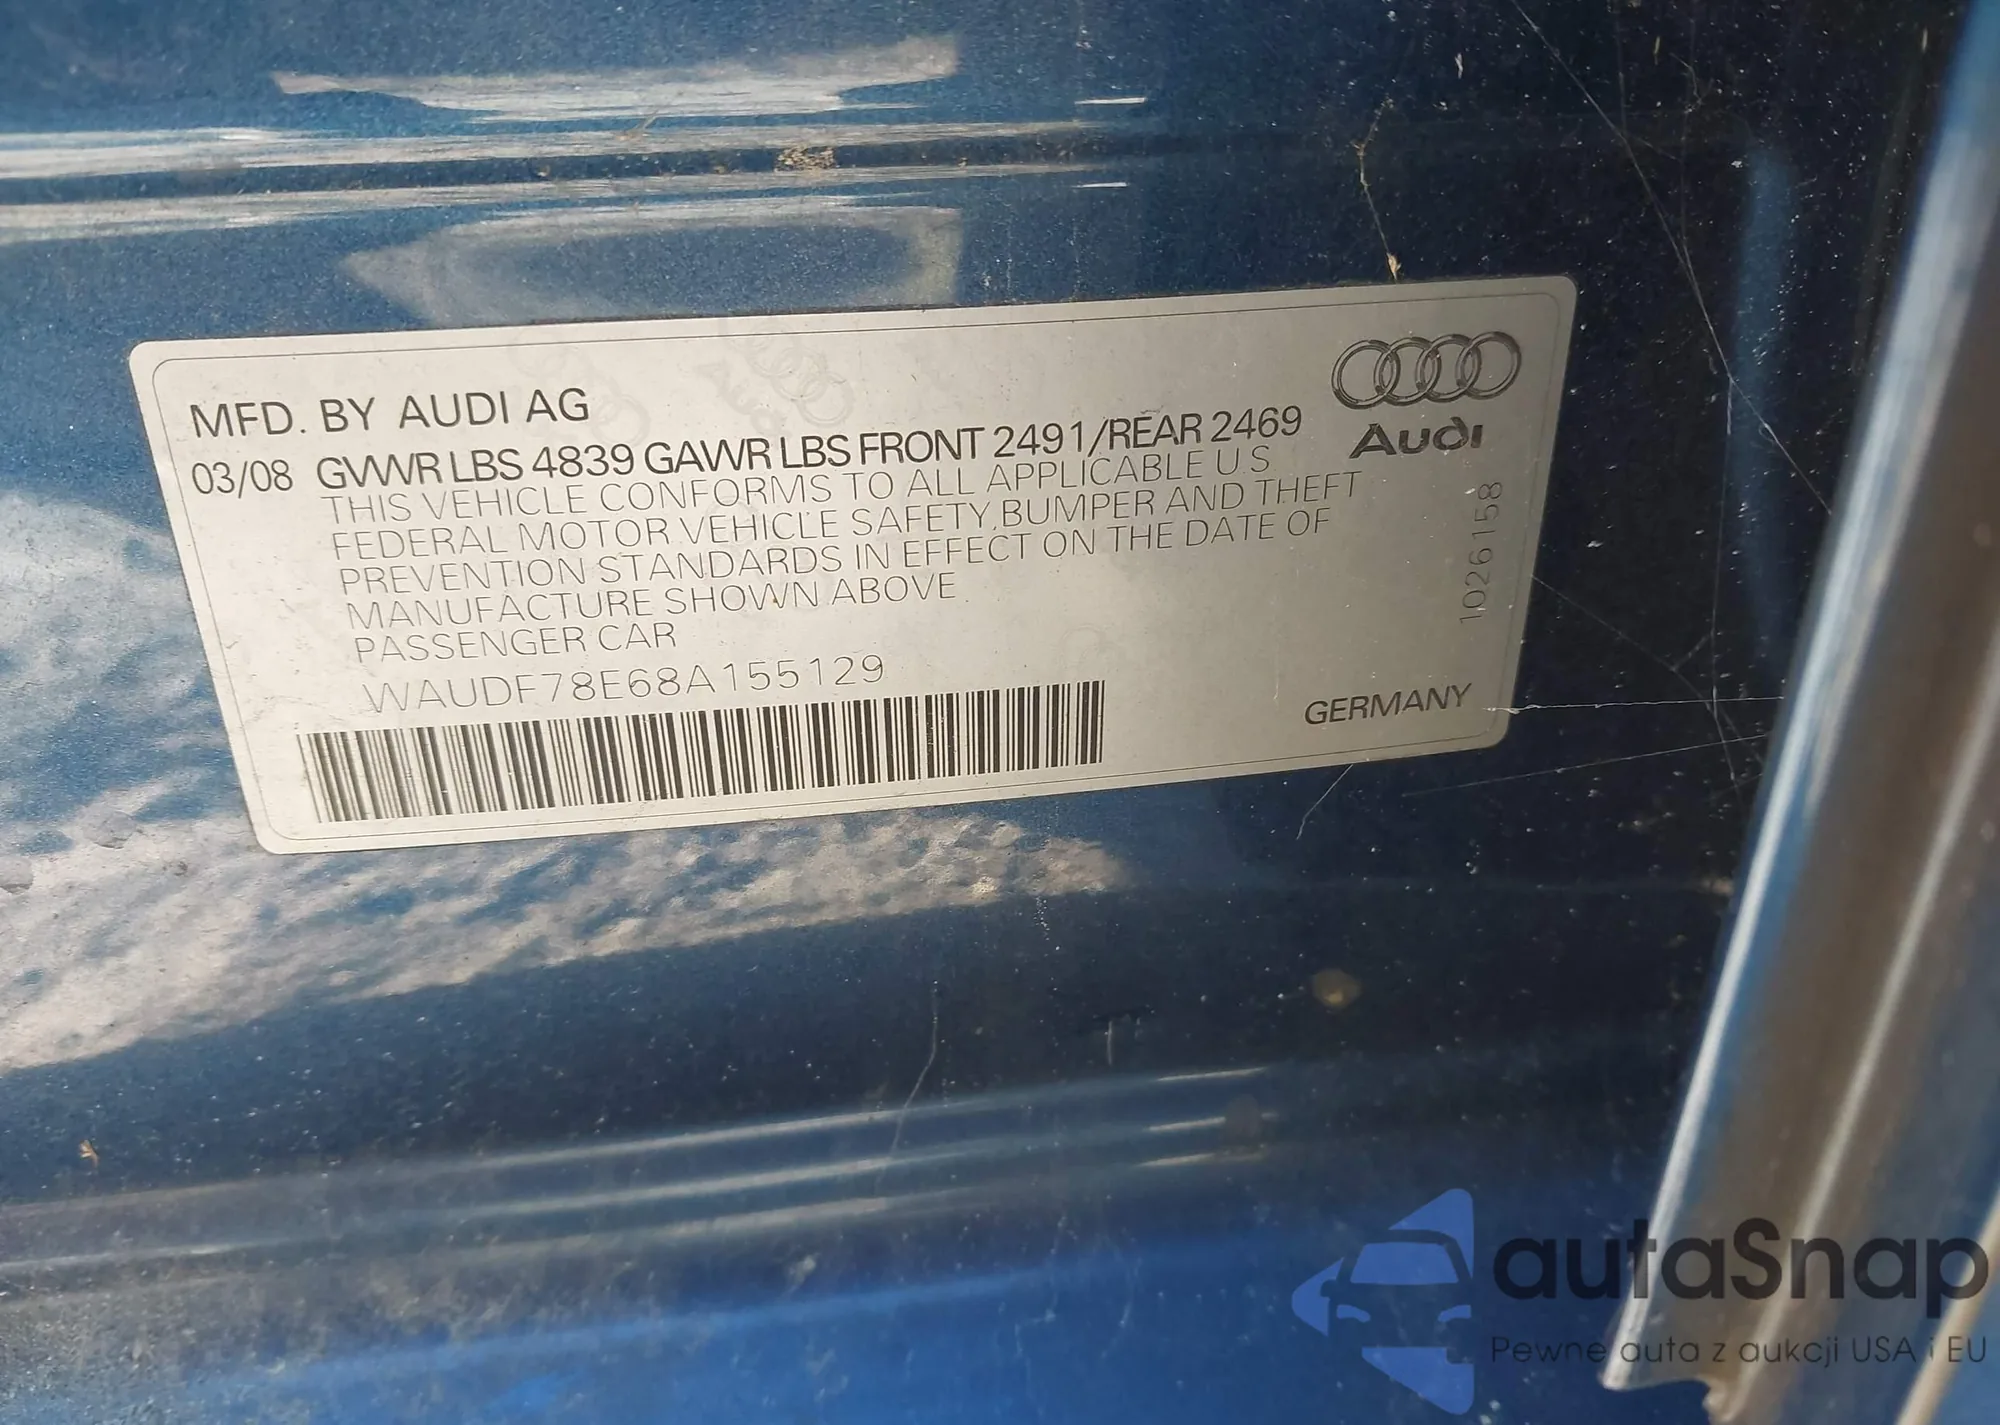 MFD. BY AUDI AG
03/08 GVWR LBS 4839 GAWR LBS FRONT 2491/REAR 2469
THIS VEHICLE CONFORMS TO ALL APPLICABLE U.S
FEDERAL MOTOR VEHICLE SAFETY, BUMPER AND THEFT
PREVENTION STANDARDS IN EFFECT ON THE DATE OF
MANUFACTURE SHOWN ABOVE.
PASSENGER CAR
WAUDF78E68A155129
Audi
1026158
GERMANY
autaSnap
Pewne auta z aukcji USA i EU